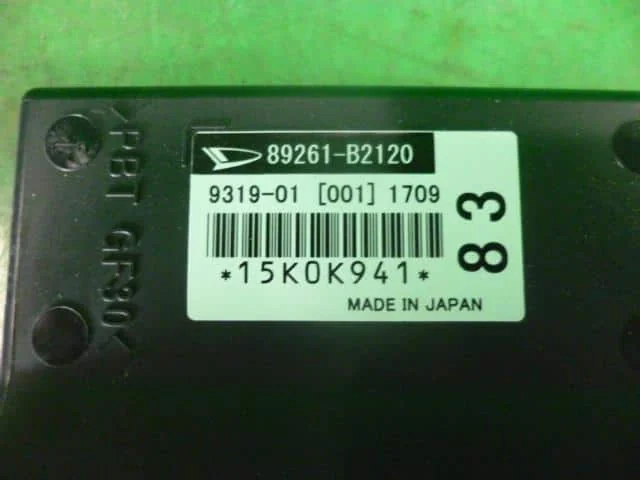 89261-B2120
9319-01 [001] 1709
*15K0K941*
83
MADE IN JAPAN
>PBT GF30<